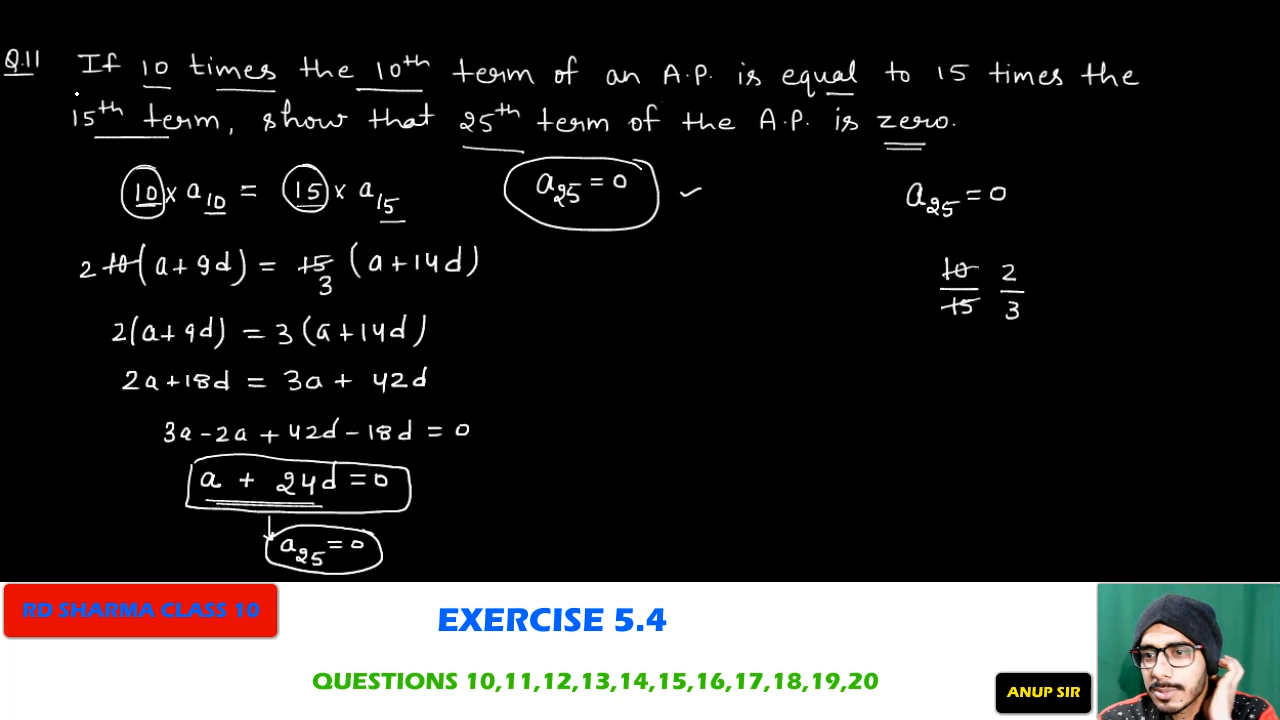 Q.11 If 10 times the 10th term of an A.P. is equal to 15 times the
15th term, show that 25th term of the A.P. is zero.
10 × a10 = 15 × a15
a25 = 0 ✓
a25 = 0
2 10 (a + 9d) = 15 3 (a + 14d)
10/15 2/3
2(a + 9d) = 3 (a + 14d)
2a + 18d = 3a + 42d
3a - 2a + 42d - 18d = 0
a + 24d = 0
↓ a25 = 0
RD SHARMA CLASS 10
EXERCISE 5.4
QUESTIONS 10,11,12,13,14,15,16,17,18,19,20
ANUP SIR